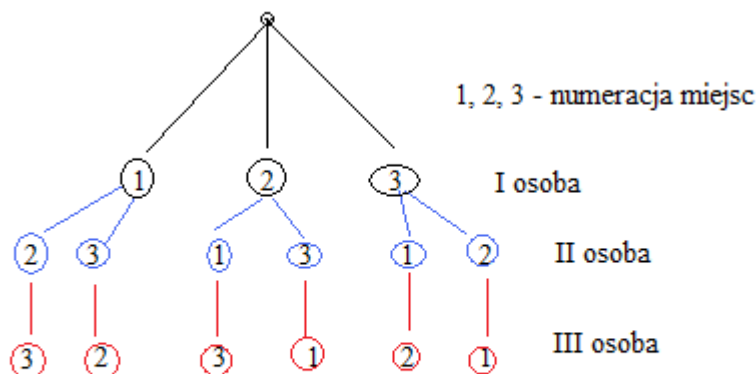 1, 2, 3 - numeracja miejsc
1 2 3 I osoba
2 3 1 3 1 2 II osoba
3 2 3 1 2 1 III osoba